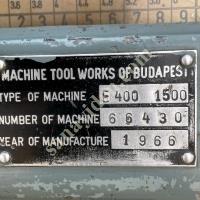 MACHINE TOOL WORKS OF BUDAPEST
TYPE OF MACHINE E400 1500
NUMBER OF MACHINE 66430
YEAR OF MANUFACTURE 1966